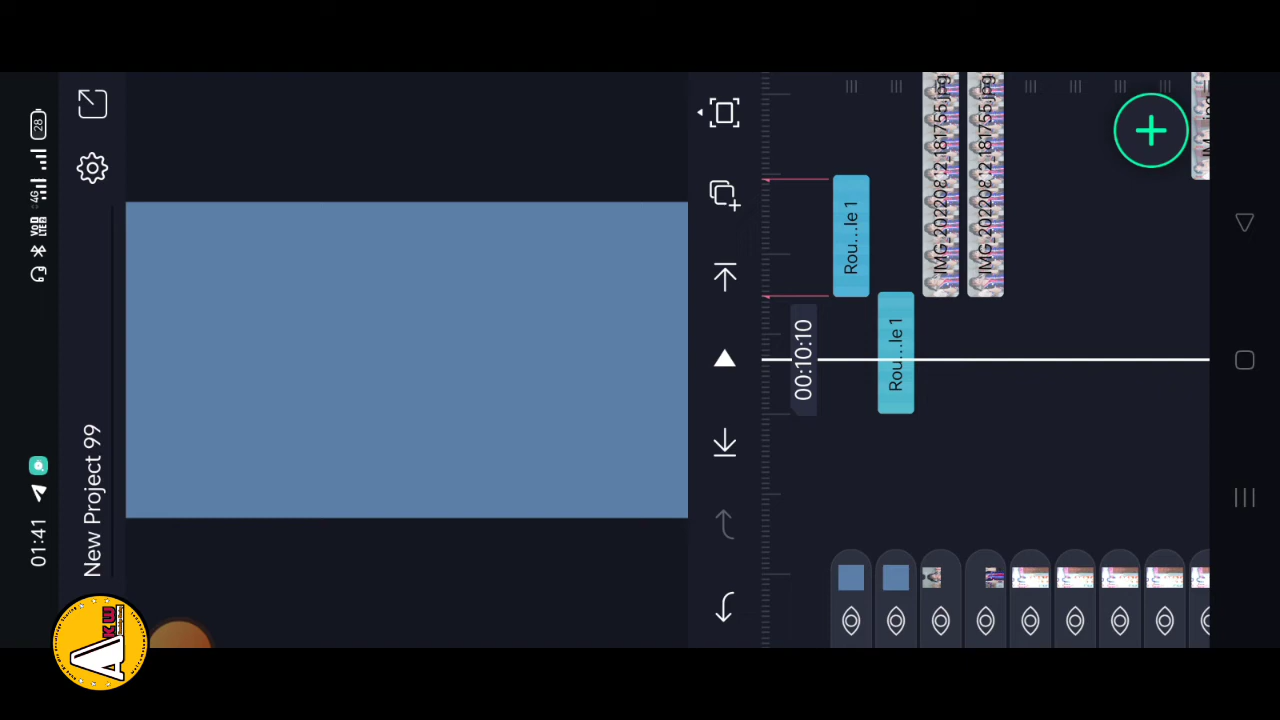 01:41
VoD LTE 4G 28
New Project 99
00:10:10
Rou...le 1
Rou...le 1
IMG_20220812_181755.jpg
IMG_20220812_181755.jpg
AKW